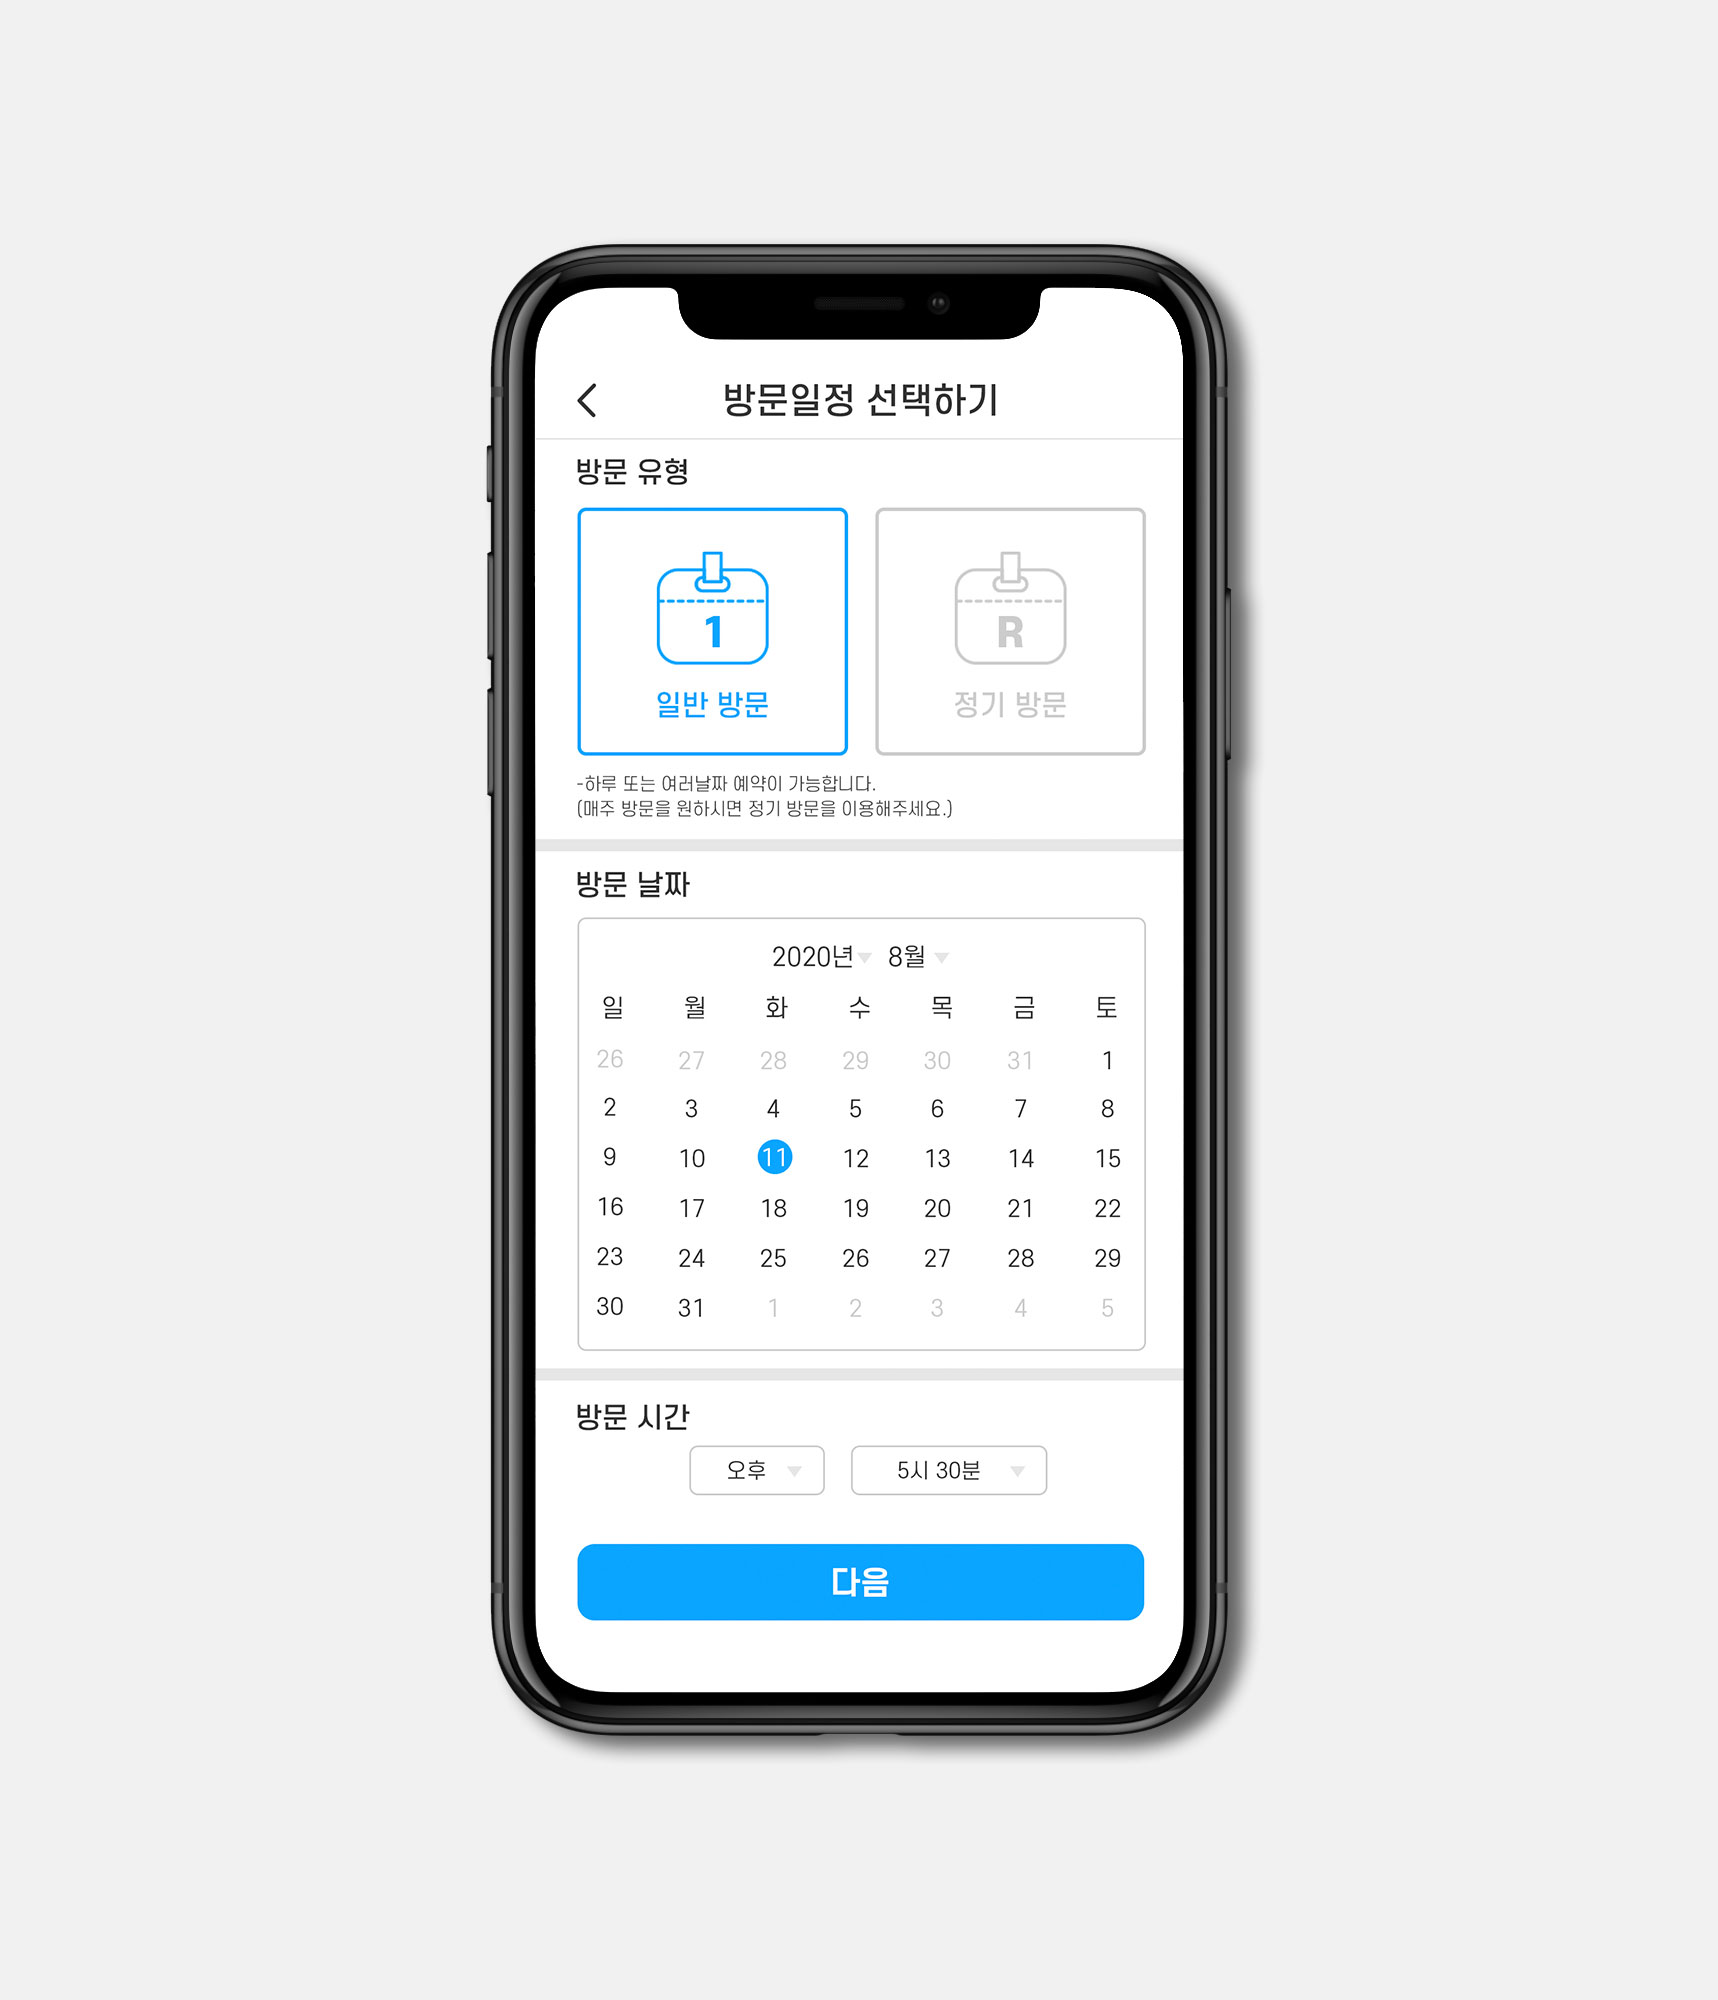 방문일정 선택하기
방문 유형
1
R
일반 방문
정기 방문
-하루 또는 여러날짜 예약이 가능합니다.
(매주 방문을 원하시면 정기 방문을 이용해주세요.)
방문 날짜
2020년 8월
일 월 화 수 목 금 토
26 27 28 29 30 31 1
2 3 4 5 6 7 8
9 10 11 12 13 14 15
16 17 18 19 20 21 22
23 24 25 26 27 28 29
30 31 1 2 3 4 5
방문 시간
오후 5시 30분
다음